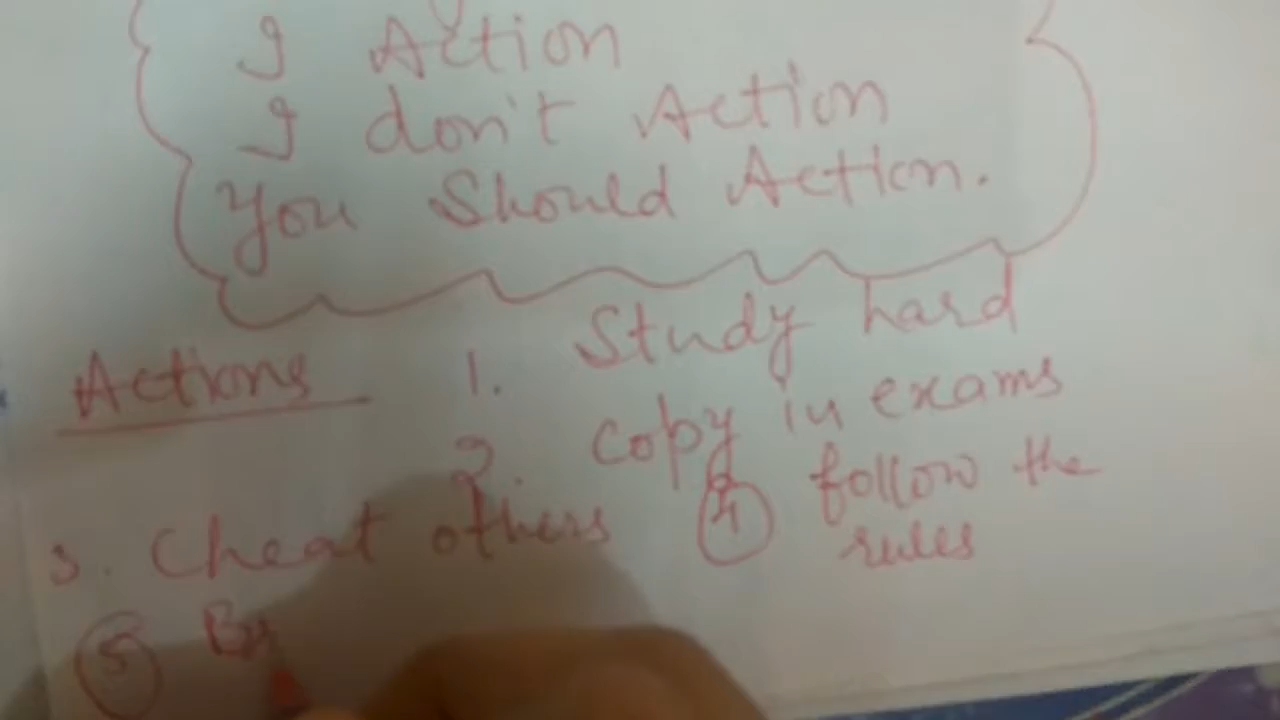 I Action
I don't Action
You Should Action.
Actions 1. Study hard
2. Copy in exams
3. Cheat others 4 follow the
rules
5